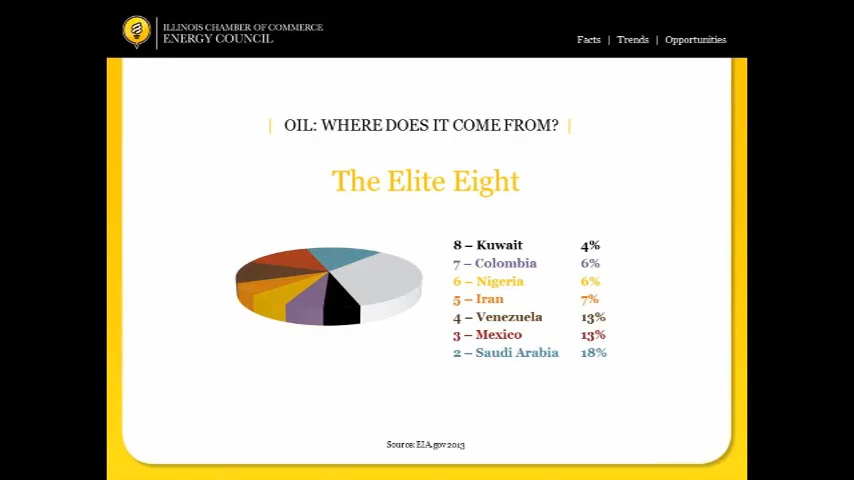 ILLINOIS CHAMBER OF COMMERCE
ENERGY COUNCIL
Facts | Trends | Opportunities
| OIL: WHERE DOES IT COME FROM? |
The Elite Eight
8 – Kuwait 4%
7 – Colombia 6%
6 – Nigeria 6%
5 – Iran 7%
4 – Venezuela 13%
3 – Mexico 13%
2 – Saudi Arabia 18%
Source: EIA.gov 2013